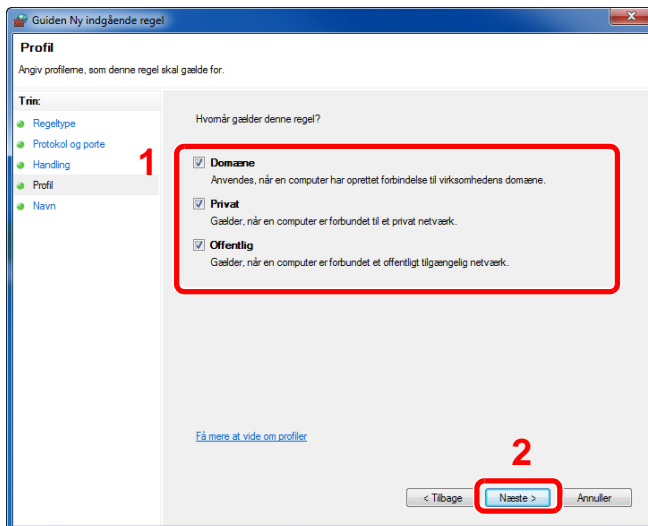 Guiden Ny indgående regel
Profil
Angiv profilerne, som denne regel skal gælde for.
Trin:
Regeltype
Protokol og porte
Handling
Profil
Navn
Hvornår gælder denne regel?
1
Domæne
Anvendes, når en computer har oprettet forbindelse til virksomhedens domæne.
Privat
Gælder, når en computer er forbundet til et privat netværk.
Offentlig
Gælder, når en computer er forbundet et offentligt tilgængelig netværk.
Få mere at vide om profiler
2
< Tilbage
Næste >
Annuller